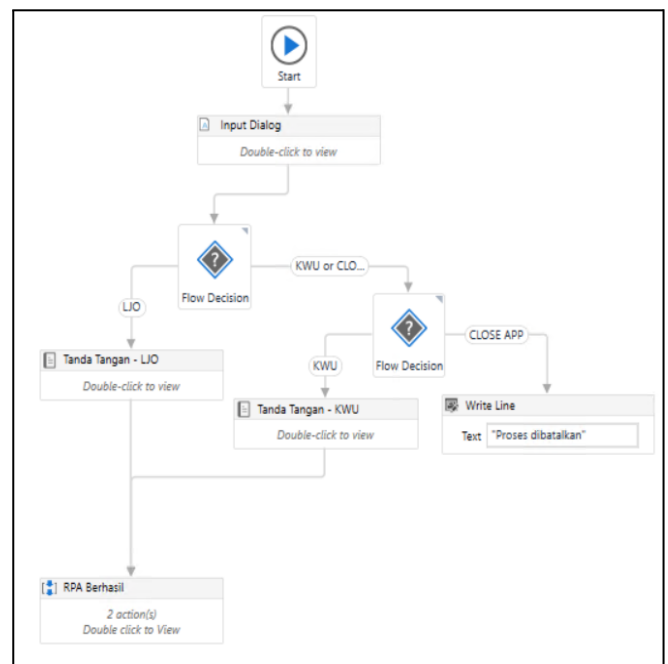 Start
Input Dialog
Double-click to view
Flow Decision
KWU or CLO...
LJO
Flow Decision
CLOSE APP
KWU
Tanda Tangan - LJO
Double-click to view
Tanda Tangan - KWU
Double-click to view
Write Line
Text "Proses dibatalkan"
RPA Berhasil
2 action(s)
Double click to View